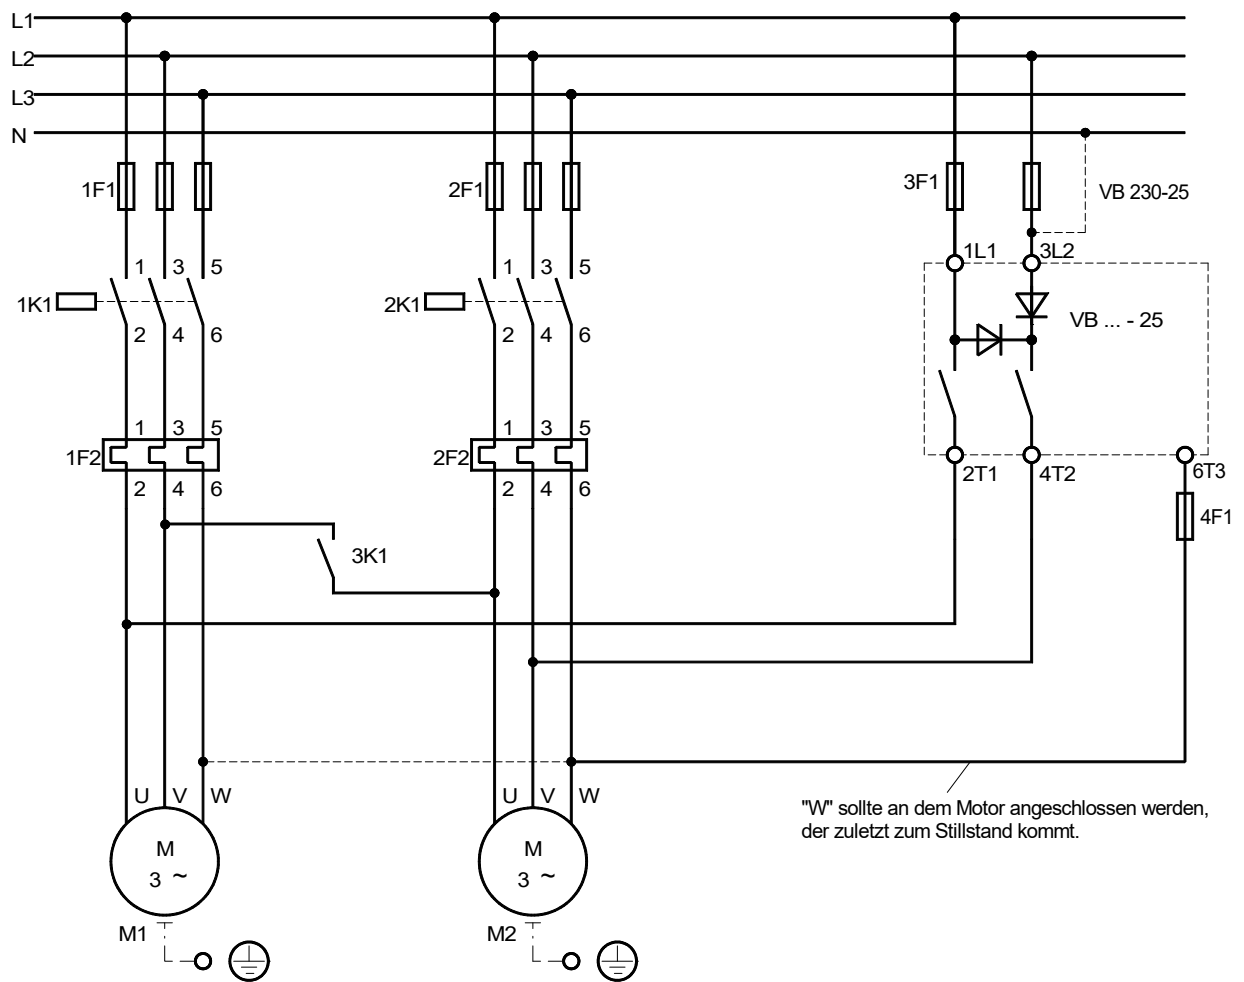 L1
L2
L3
N
1F1
2F1
3F1
VB 230-25
1L1
3L2
1 3 5
1 3 5
1K1
2K1
VB ... - 25
2 4 6
2 4 6
1 3 5
1 3 5
1F2
2F2
2T1
4T2
6T3
2 4 6
2 4 6
4F1
3K1
U V W
U V W
"W" sollte an dem Motor angeschlossen werden,
der zuletzt zum Stillstand kommt.
M
3 ~
M
3 ~
M1
M2